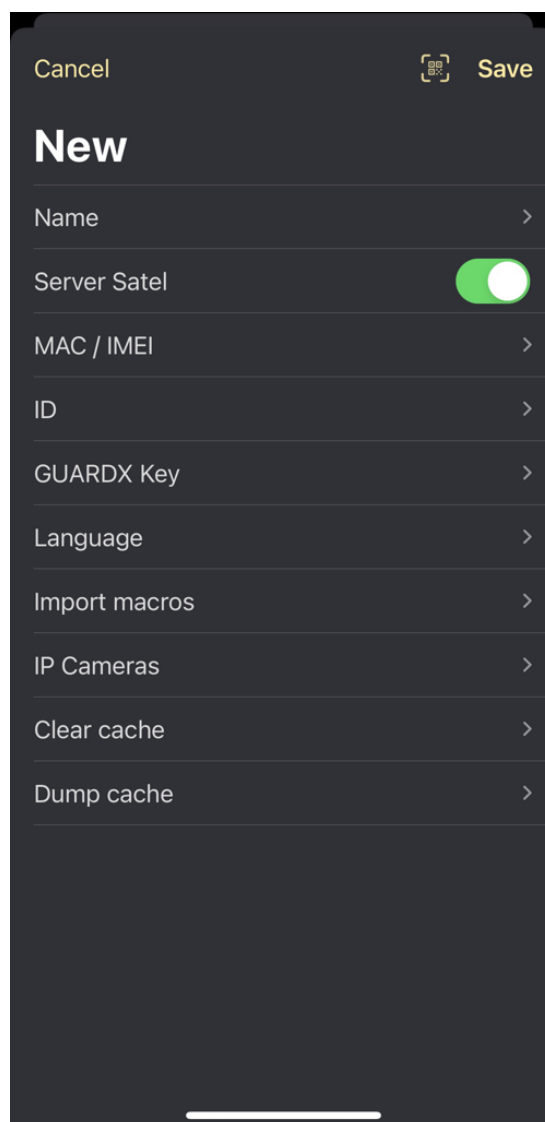 Cancel Save
New
Name
Server Satel
MAC / IMEI
ID
GUARDX Key
Language
Import macros
IP Cameras
Clear cache
Dump cache